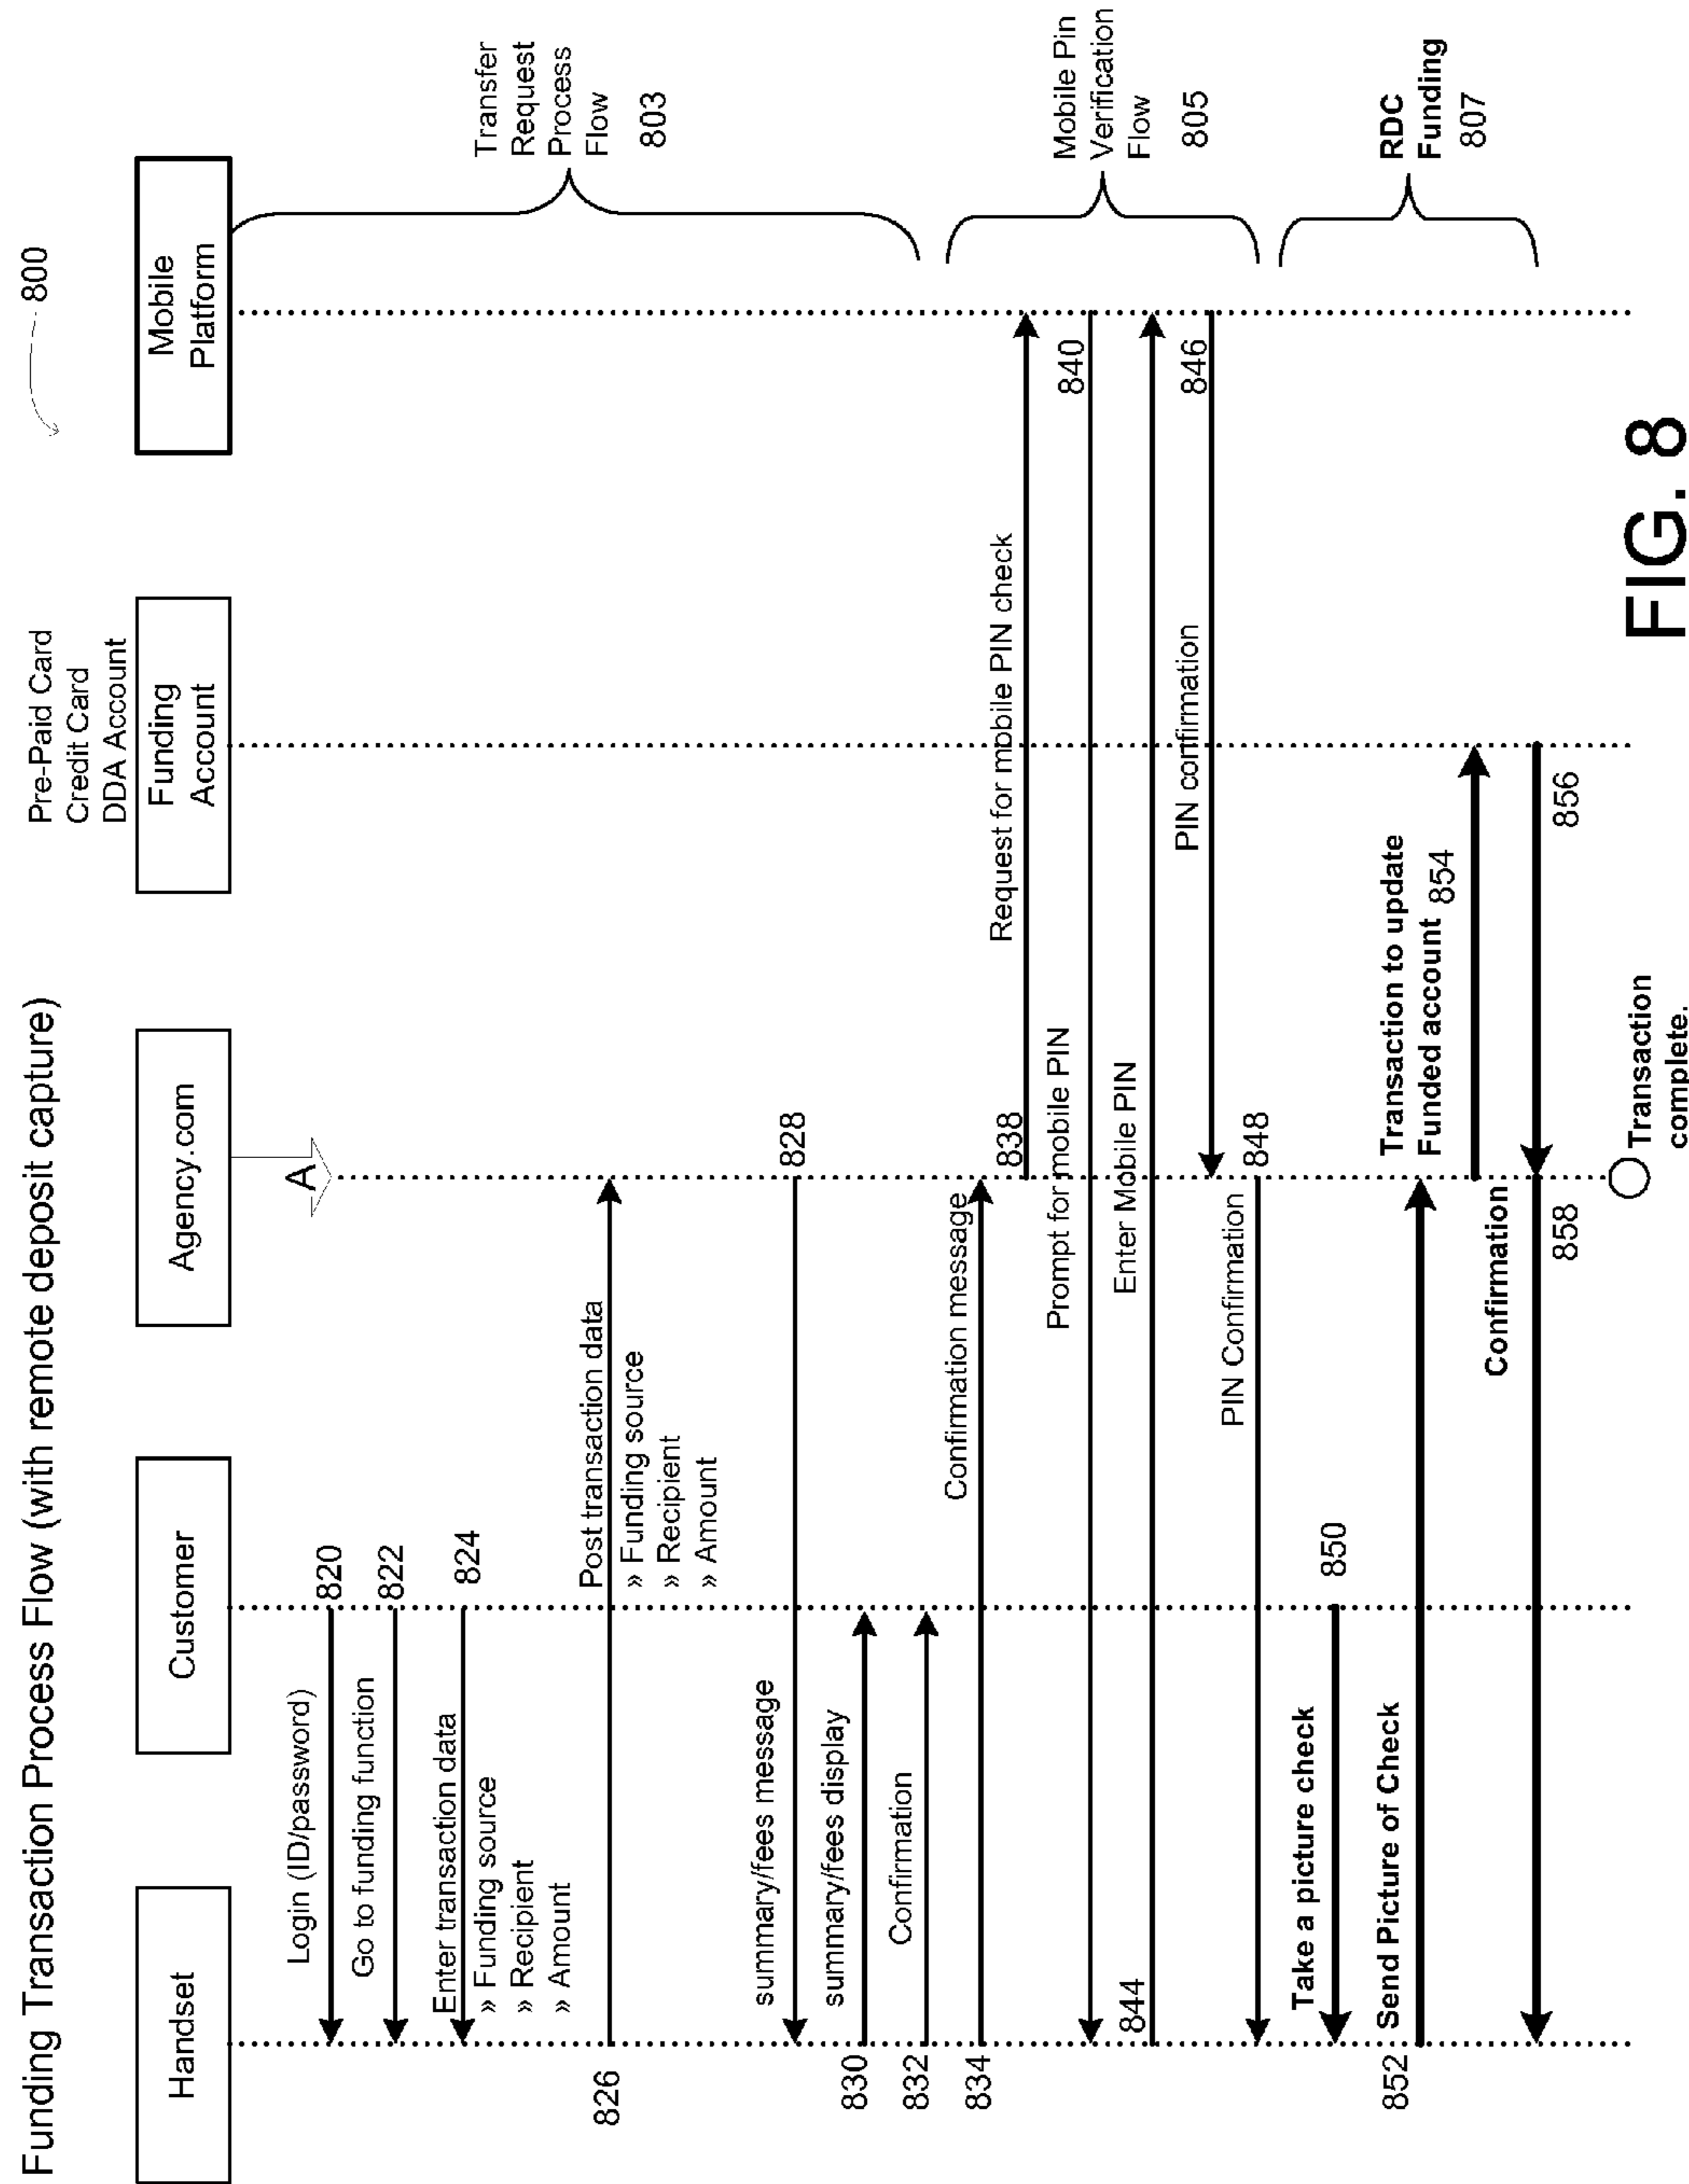 Funding Transaction Process Flow (with remote deposit capture)
800
Pre-Paid Card
Credit Card
DDA Account
Handset
Customer
Agency.com
Funding
Account
Mobile
Platform
A
Login (ID/password)
820
Go to funding function
822
Enter transaction data
824
» Funding source
» Recipient
» Amount
Transfer
Request
Process
Flow
803
826
Post transaction data
» Funding source
» Recipient
» Amount
summary/fees message
828
830
summary/fees display
832
Confirmation
834
Confirmation message
838
Request for mobile PIN check
Prompt for mobile PIN
840
844
Enter Mobile PIN
PIN confirmation
846
PIN Confirmation
848
Mobile Pin
Verification
Flow
805
Take a picture check
850
852
Send Picture of Check
Transaction to update
Funded account 854
Confirmation
856
858
RDC
Funding
807
Transaction
complete.
FIG. 8